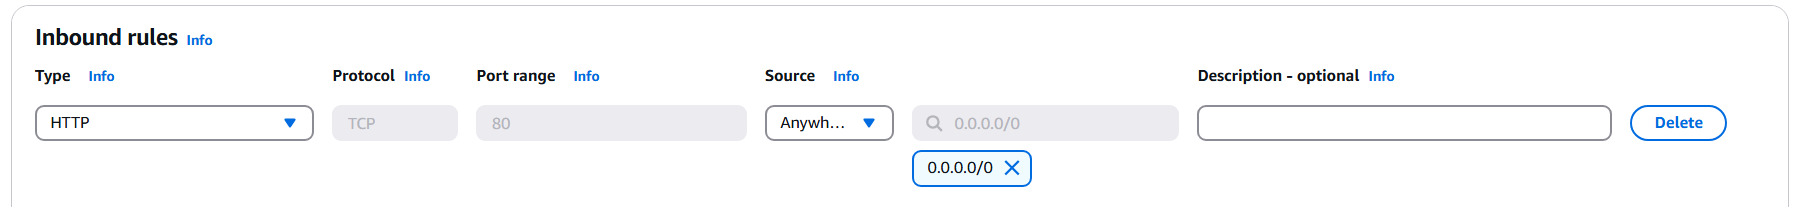 Inbound rules Info
Type Info Protocol Info Port range Info Source Info Description - optional Info
HTTP TCP 80 Anywh... 0.0.0.0/0 Delete
0.0.0.0/0